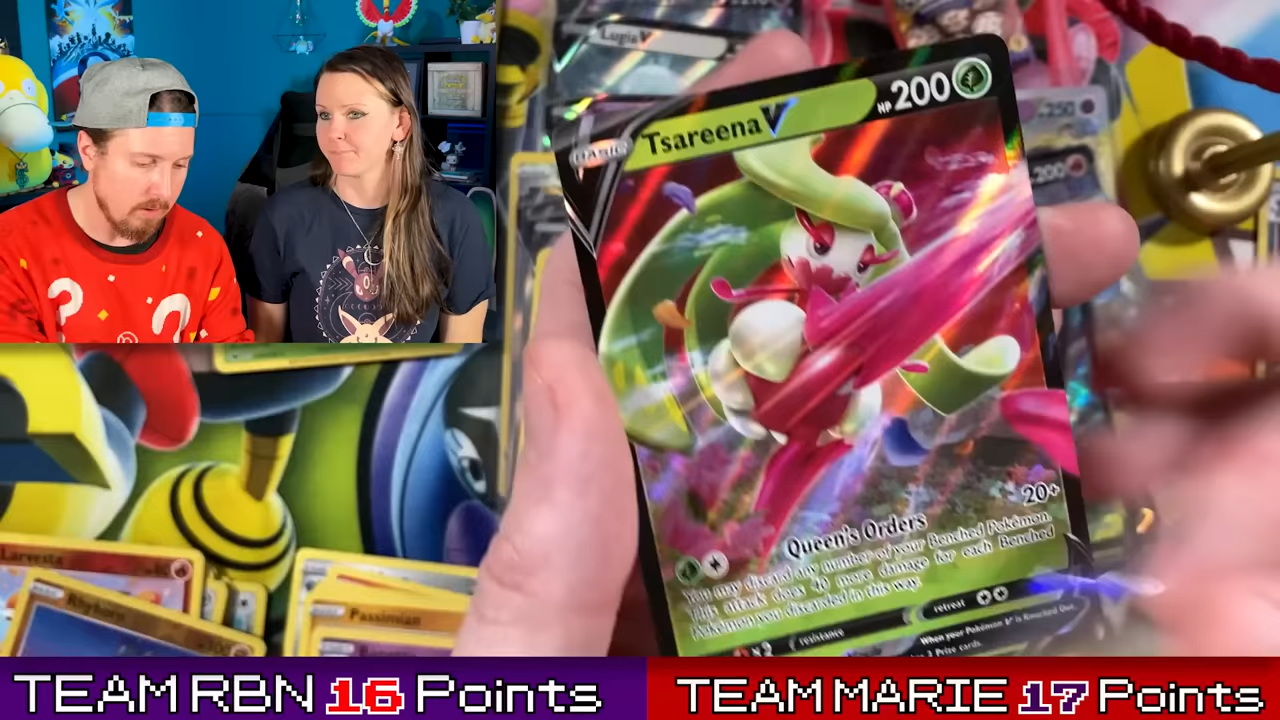 Lugia V
BASIC
Tsareena V
HP 200
250
200
20+
Queen's Orders
You may discard any number of your Benched Pokémon.
This attack does 40 more damage for each Benched
Pokémon you discarded in this way.
resistance
retreat
When your Pokémon V is Knocked Out,
2 Prize cards.
Larvesta
Rhyhorn
Passimian
? ?
TEAM RBN 16 Points
TEAM MARIE 17 Points